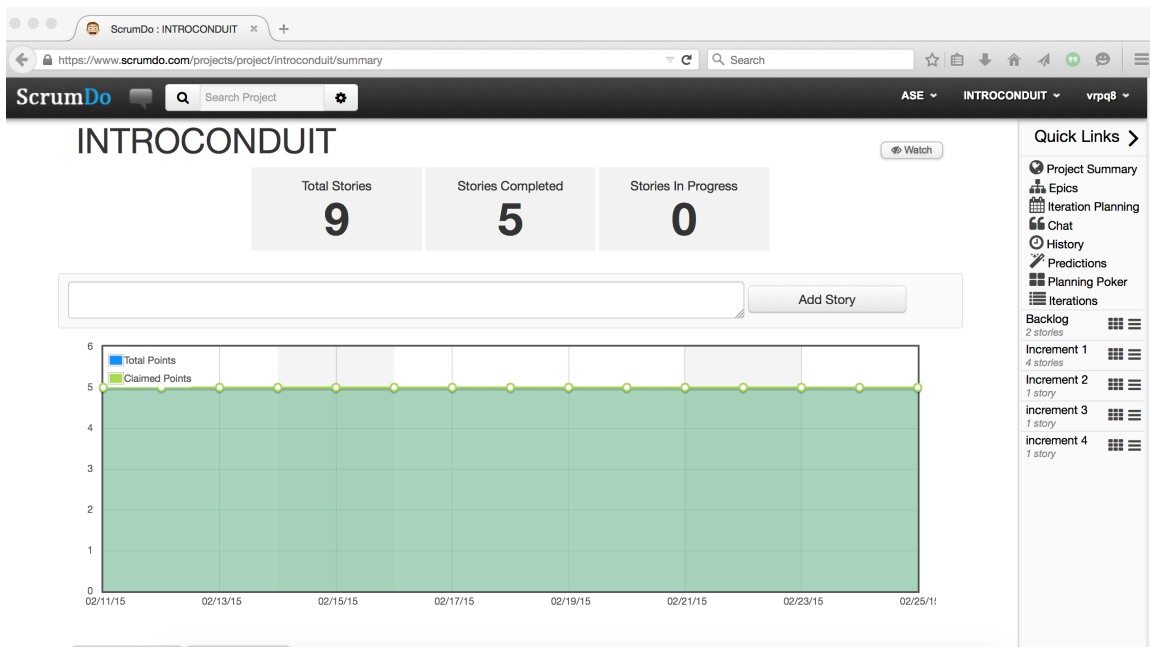 ScrumDo : INTROCONDUIT
https://www.scrumdo.com/projects/project/introconduit/summary
Search
ScrumDo
Search Project
ASE
INTROCONDUIT
vrpq8
INTROCONDUIT
Watch
Total Stories
9
Stories Completed
5
Stories In Progress
0
Add Story
Total Points
Claimed Points
6
5
4
3
2
1
0
02/11/15
02/13/15
02/15/15
02/17/15
02/19/15
02/21/15
02/23/15
02/25/1
Quick Links
Project Summary
Epics
Iteration Planning
Chat
History
Predictions
Planning Poker
Iterations
Backlog
2 stories
Increment 1
4 stories
Increment 2
1 story
increment 3
1 story
increment 4
1 story